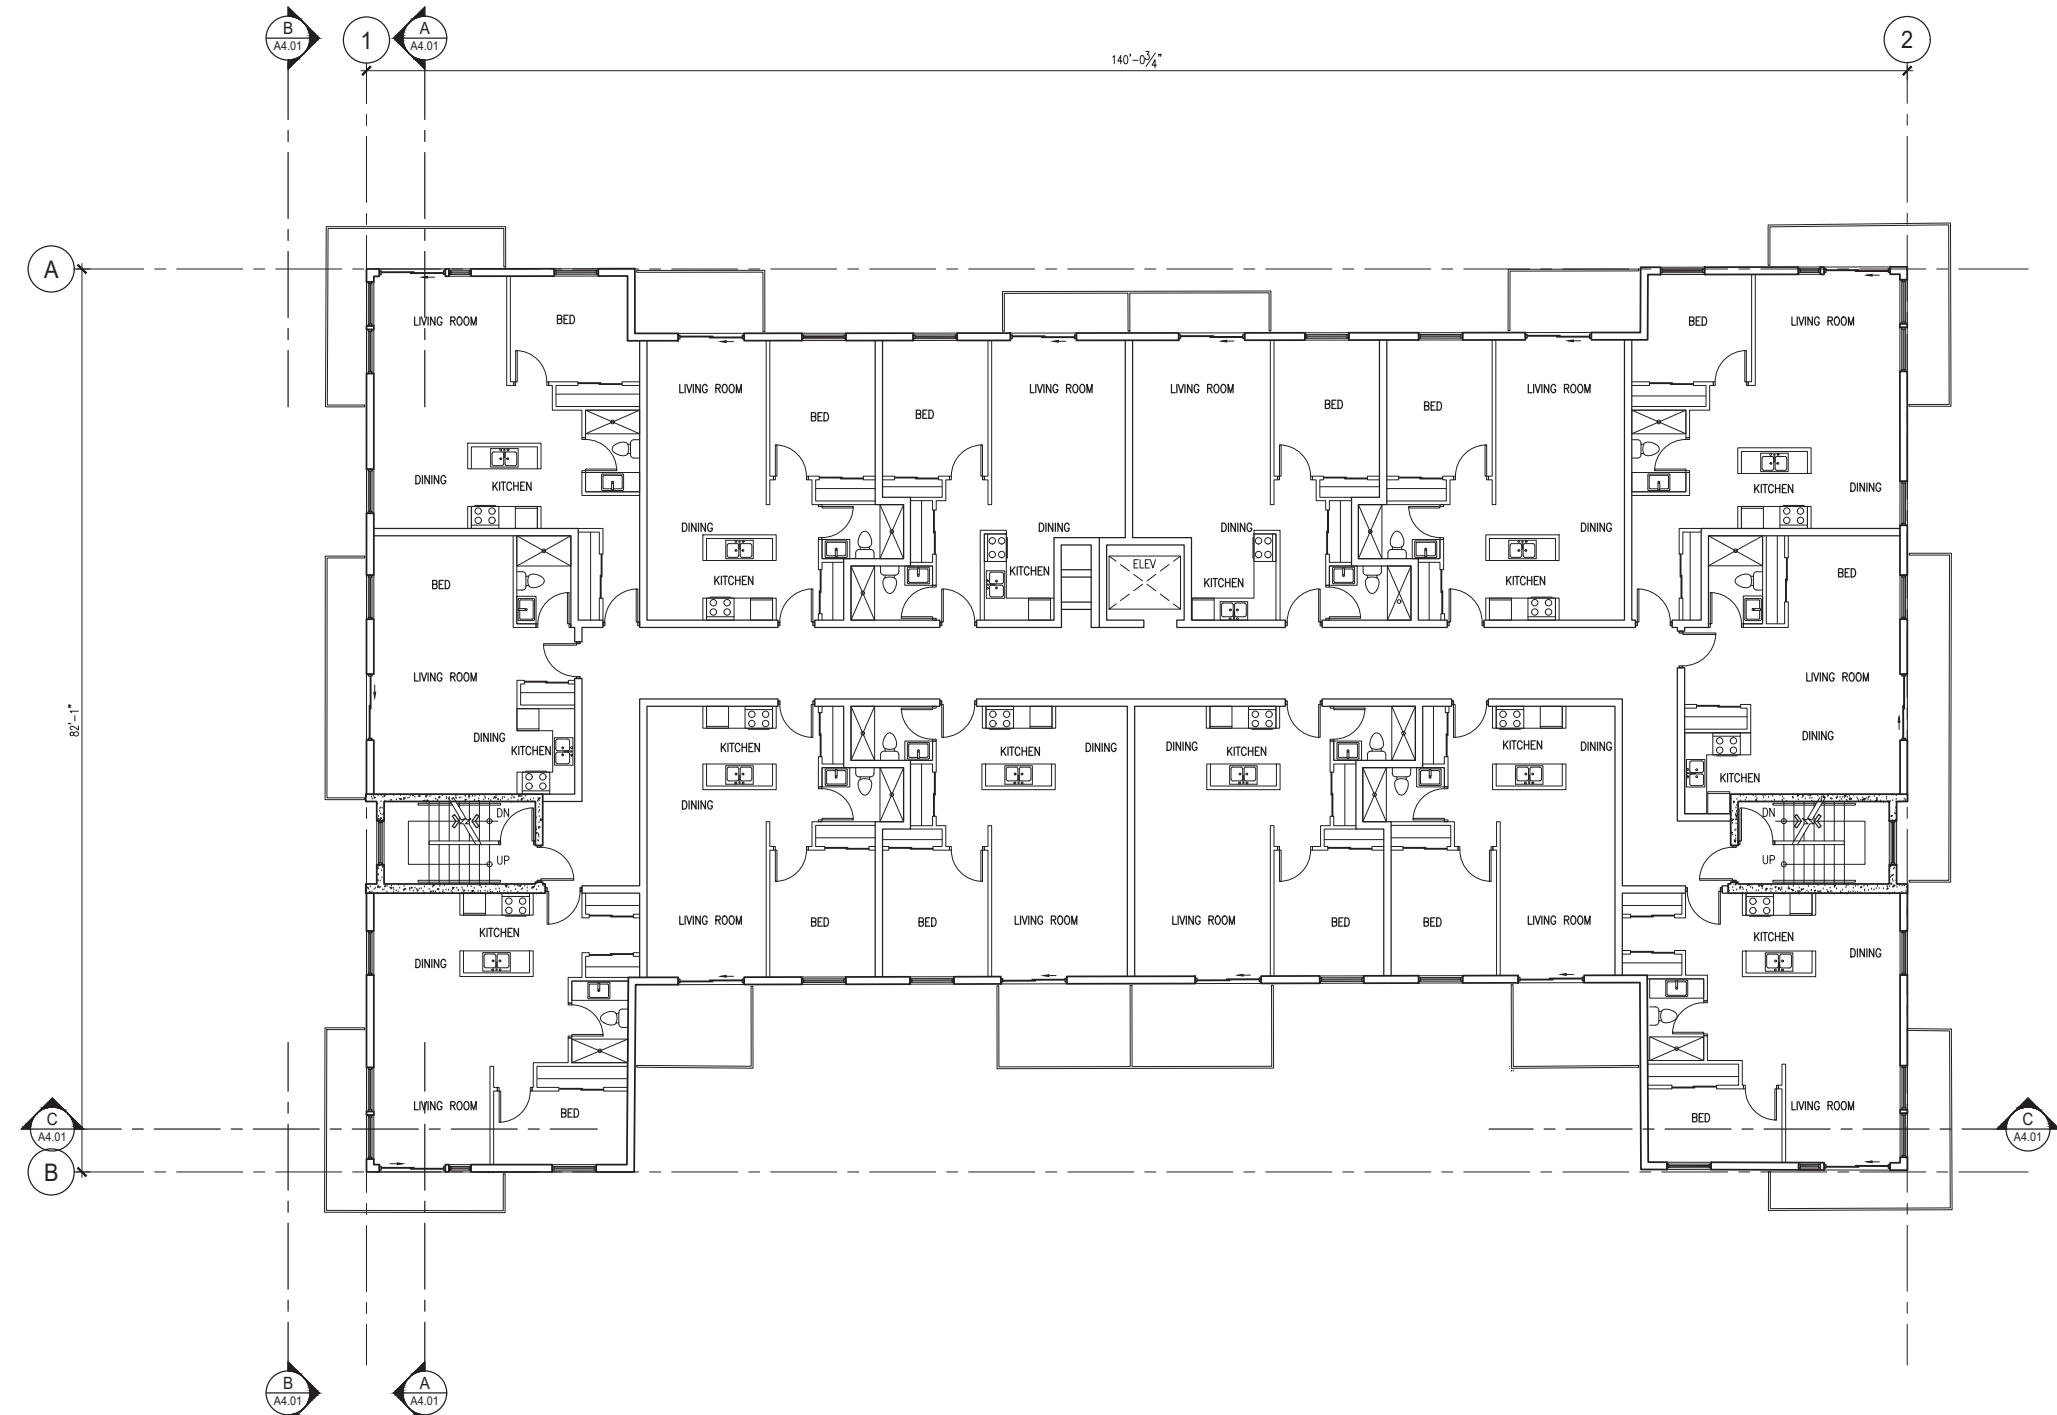 B
A4.01
1
A
A4.01
2
140'-0¾"
A
LIVING ROOM
BED
BED
LIVING ROOM
LIVING ROOM
BED
BED
LIVING ROOM
LIVING ROOM
BED
BED
LIVING ROOM
DINING
KITCHEN
KITCHEN
DINING
DINING
DINING
DINING
DINING
KITCHEN
KITCHEN
ELEV
KITCHEN
KITCHEN
BED
BED
LIVING ROOM
LIVING ROOM
82'-1"
DINING
KITCHEN
KITCHEN
KITCHEN
DINING
DINING
KITCHEN
KITCHEN
DINING
DINING
KITCHEN
DINING
DN
UP
DN
UP
LIVING ROOM
BED
BED
LIVING ROOM
LIVING ROOM
BED
BED
LIVING ROOM
KITCHEN
DINING
KITCHEN
DINING
LIVING ROOM
BED
BED
LIVING ROOM
C
A4.01
C
A4.01
B
B
A4.01
A
A4.01